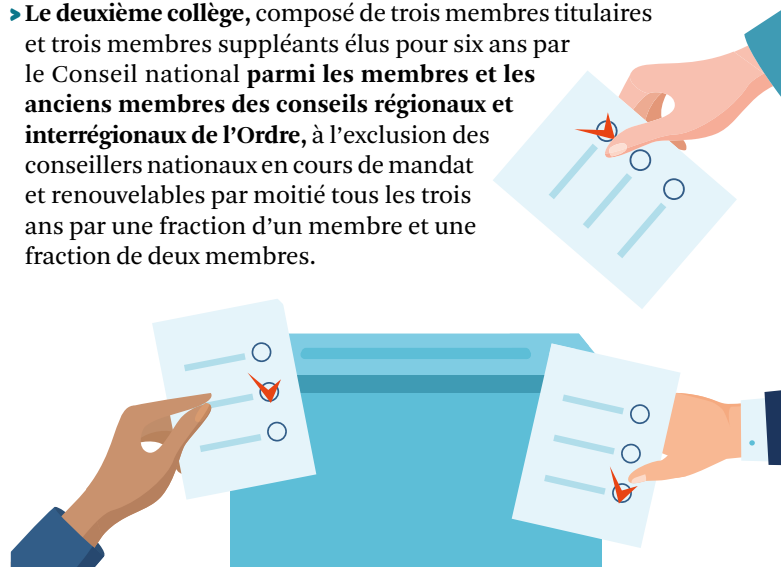 > Le deuxième collège, composé de trois membres titulaires
et trois membres suppléants élus pour six ans par
le Conseil national parmi les membres et les
anciens membres des conseils régionaux et
interrégionaux de l’Ordre, à l’exclusion des
conseillers nationaux en cours de mandat
et renouvelables par moitié tous les trois
ans par une fraction d’un membre et une
fraction de deux membres.